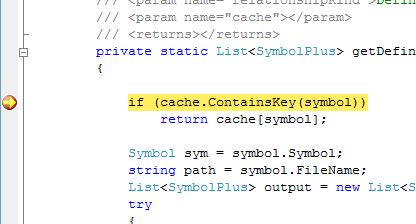 /// <param name="relationshipKind">Defin
/// <param name="cache"></param>
/// <returns></returns>
private static List<SymbolPlus> getDefin
{
if (cache.ContainsKey(symbol))
return cache[symbol];
Symbol sym = symbol.Symbol;
string path = symbol.FileName;
List<SymbolPlus> output = new List<S
try
{